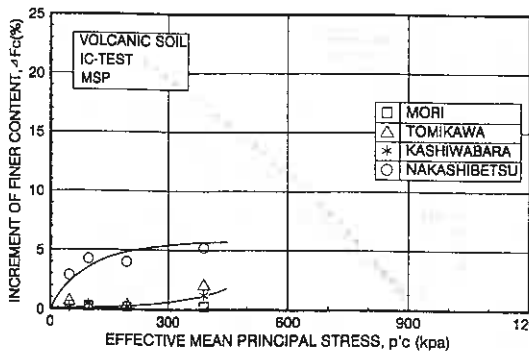 INCREMENT OF FINER CONTENT, ⊿Fc(%)
25
20
15
10
5
0
VOLCANIC SOIL
IC-TEST
MSP
□ MORI
△ TOMIKAWA
* KASHIWABARA
○ NAKASHIBETSU
0 300 600 900 12
EFFECTIVE MEAN PRINCIPAL STRESS, p'c (kpa)